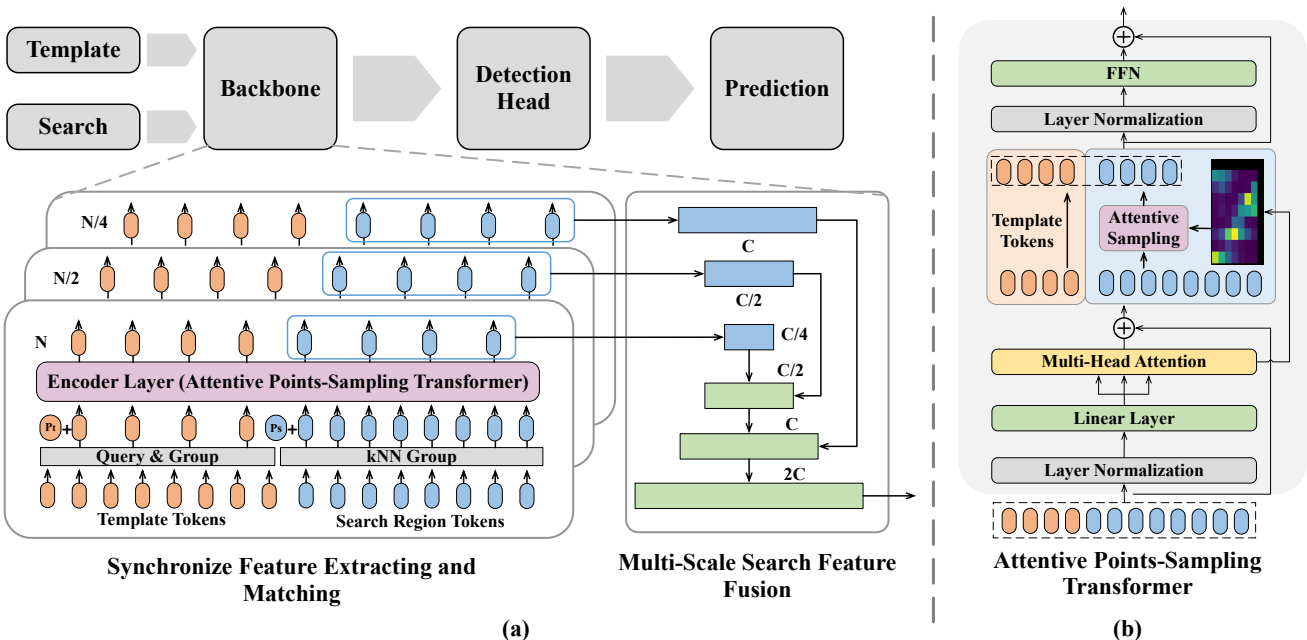 Template
Search
Backbone
Detection
Head
Prediction
N/4
N/2
N
Encoder Layer (Attentive Points-Sampling Transformer)
Pt + Ps +
Query & Group kNN Group
Template Tokens Search Region Tokens
Synchronize Feature Extracting and
Matching
C
C/2
C/4
C/2
C
2C
Multi-Scale Search Feature
Fusion
(a)
+
FFN
Layer Normalization
Template
Tokens
Attentive
Sampling
+
Multi-Head Attention
Linear Layer
Layer Normalization
Attentive Points-Sampling
Transformer
(b)